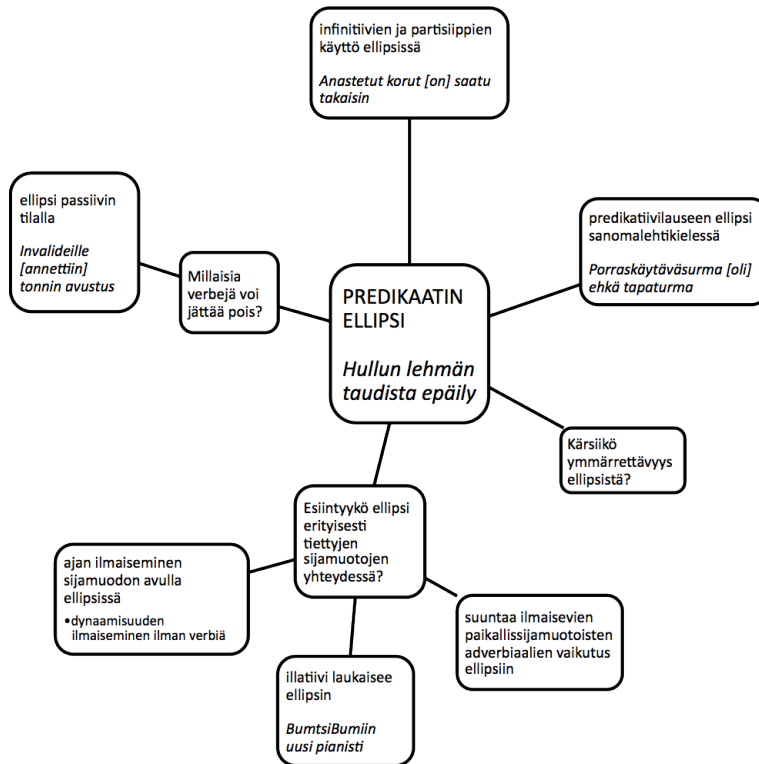 infinitiivien ja partisiippien
käyttö ellipsissä
Anastetut korut [on] saatu
takaisin
ellipsi passiivin
tilalla
Invalideille
[annettiin]
tonnin avustus
Millaisia
verbejä voi
jättää pois?
PREDIKAATIN
ELLIPSI
Hullun lehmän
taudista epäily
predikatiivilauseen ellipsi
sanomalehtikielessä
Porraskäytäväsurma [oli]
ehkä tapaturma
Kärsiikö
ymmärrettävyys
ellipsistä?
Esiintyykö ellipsi
erityisesti
tiettyjen
sijamuotojen
yhteydessä?
ajan ilmaiseminen
sijamuodon avulla
ellipsissä
•dynaamisuuden
ilmaiseminen ilman verbiä
suuntaa ilmaisevien
paikallissijamuotoisten
adverbiaalien vaikutus
ellipsiin
illatiivi laukaisee
ellipsin
BumtsiBumiin
uusi pianisti